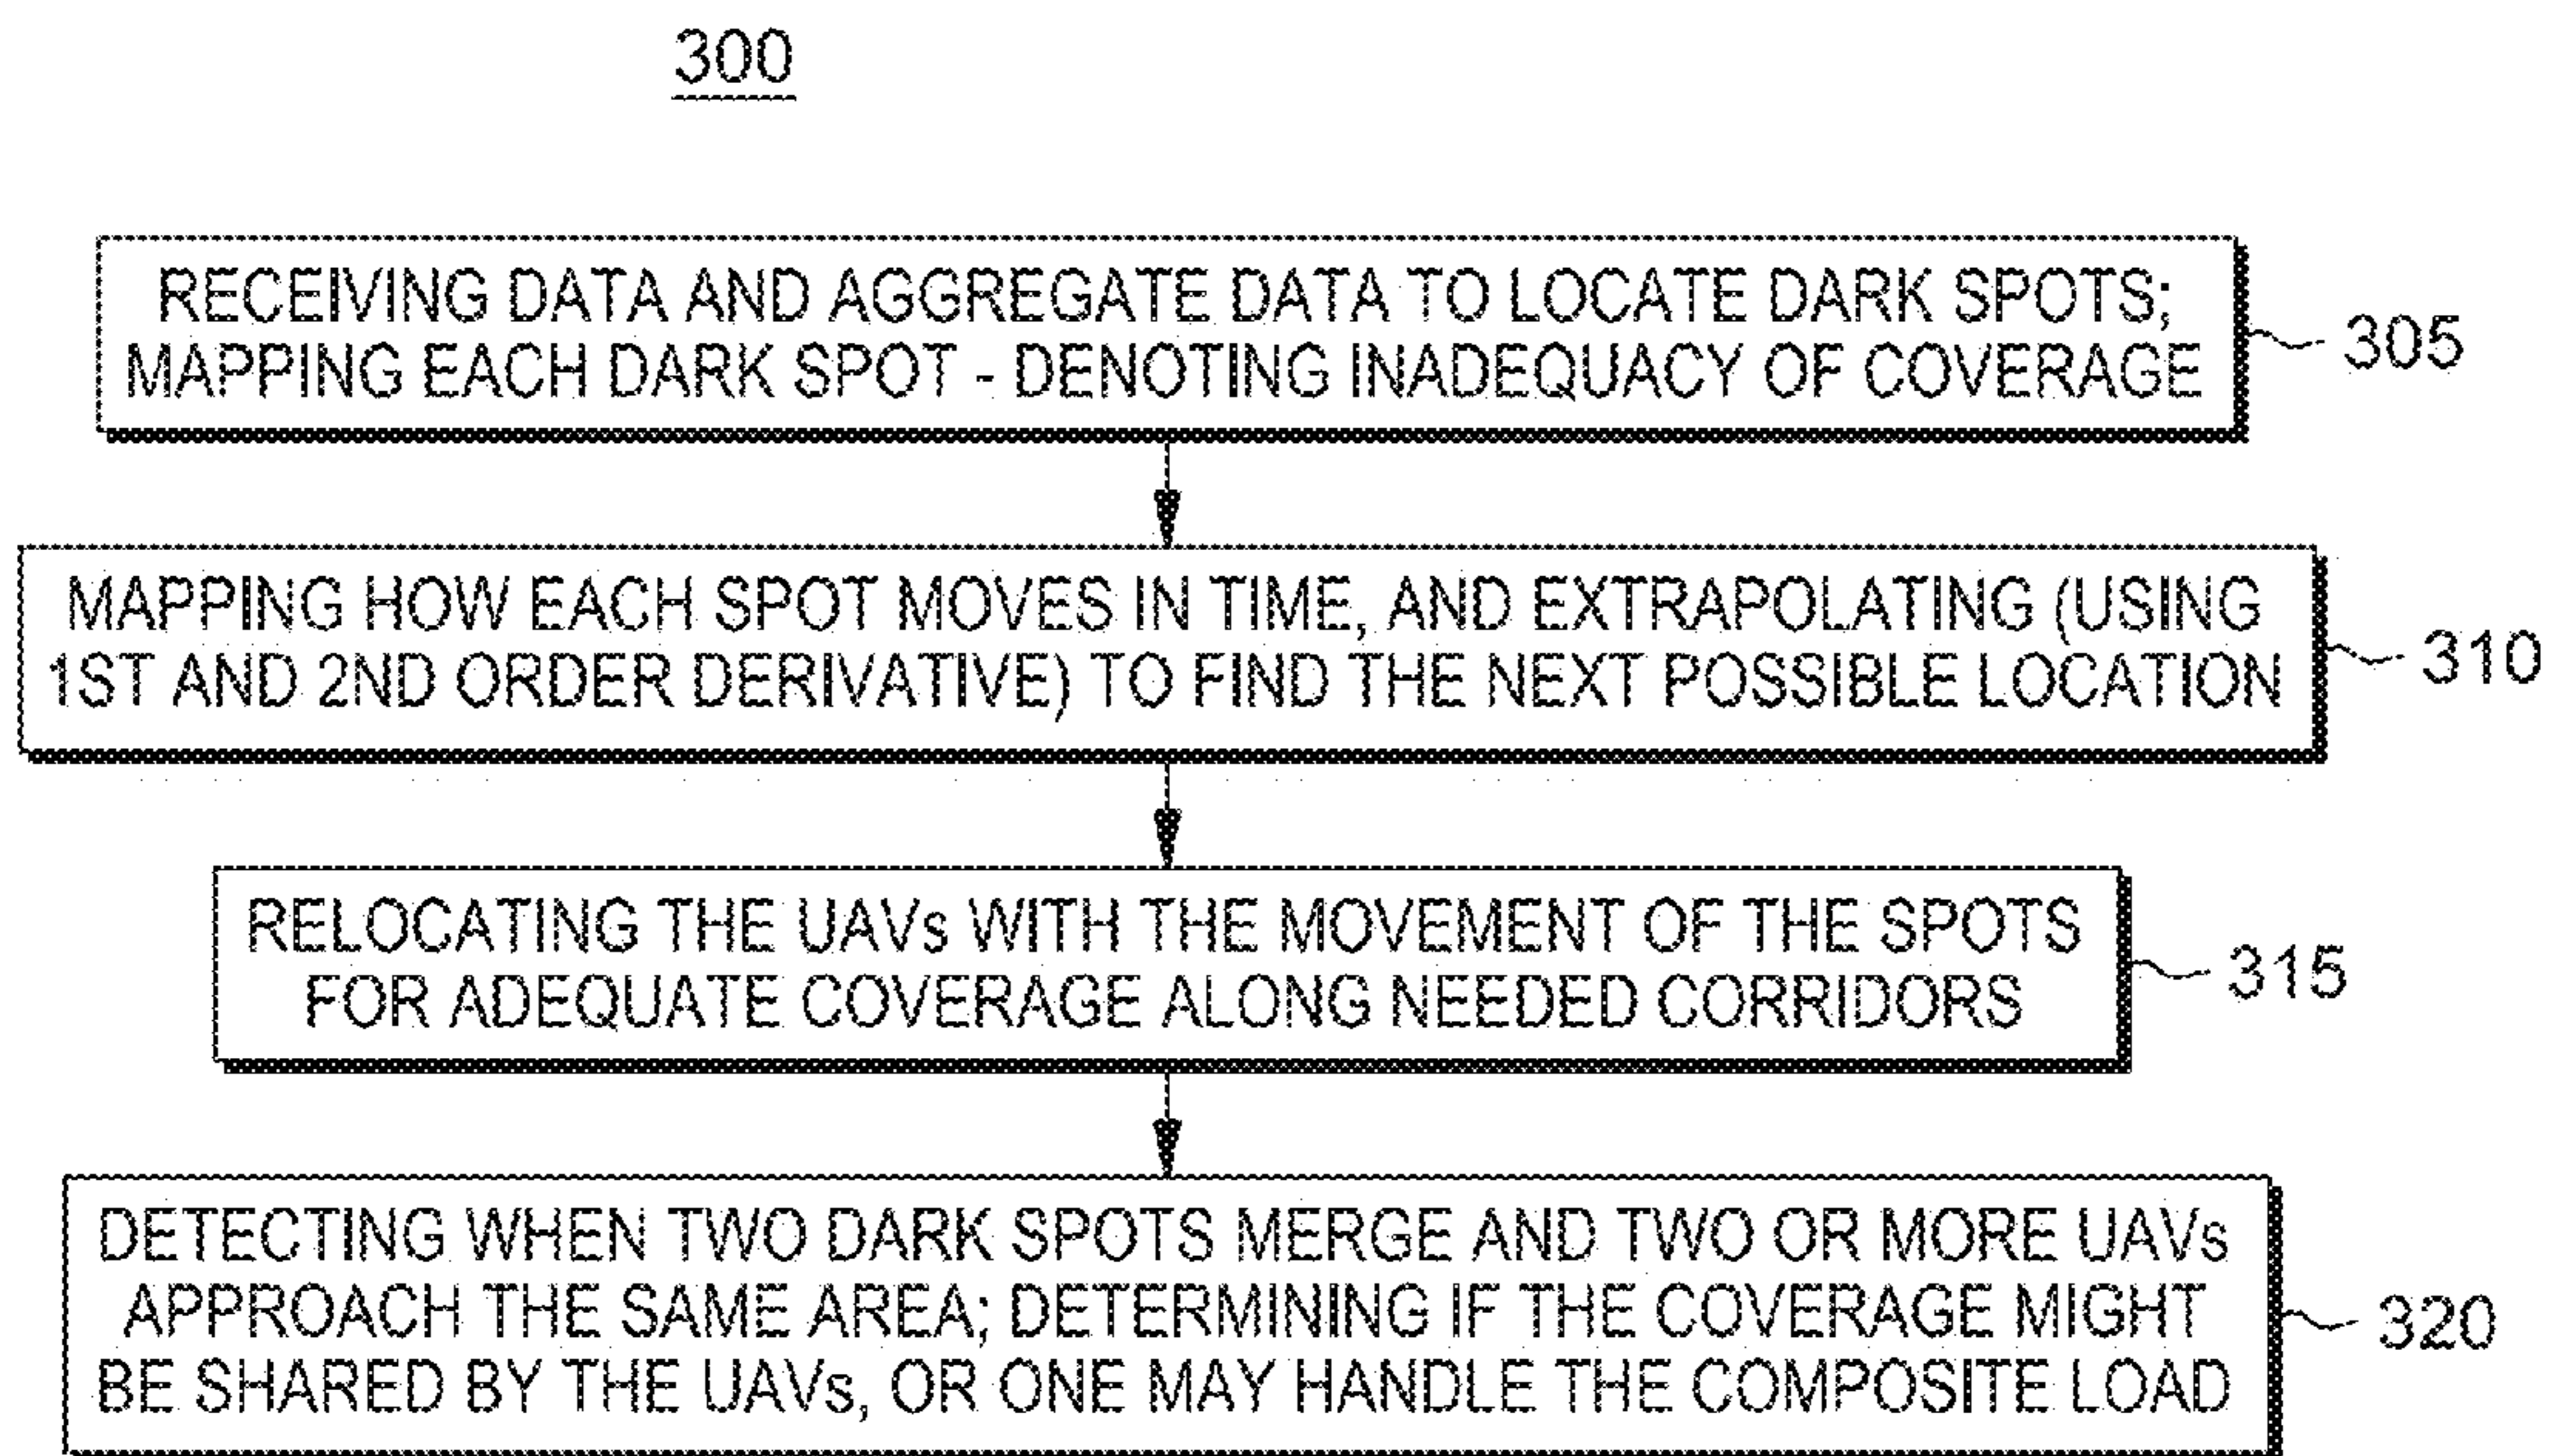 300
RECEIVING DATA AND AGGREGATE DATA TO LOCATE DARK SPOTS;
MAPPING EACH DARK SPOT - DENOTING INADEQUACY OF COVERAGE
305
MAPPING HOW EACH SPOT MOVES IN TIME, AND EXTRAPOLATING (USING
1ST AND 2ND ORDER DERIVATIVE) TO FIND THE NEXT POSSIBLE LOCATION
310
RELOCATING THE UAVs WITH THE MOVEMENT OF THE SPOTS
FOR ADEQUATE COVERAGE ALONG NEEDED CORRIDORS
315
DETECTING WHEN TWO DARK SPOTS MERGE AND TWO OR MORE UAVs
APPROACH THE SAME AREA; DETERMINING IF THE COVERAGE MIGHT
BE SHARED BY THE UAVs, OR ONE MAY HANDLE THE COMPOSITE LOAD
320